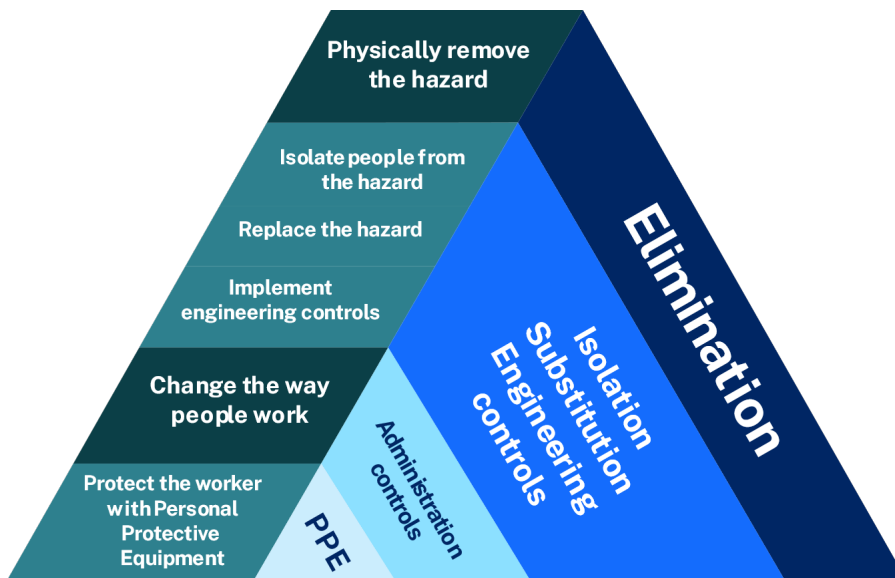 Physically remove
the hazard
Isolate people from
the hazard
Replace the hazard
Implement
engineering controls
Change the way
people work
Protect the worker
with Personal
Protective
Equipment
Elimination
Isolation
Substitution
Engineering
controls
Administration
controls
PPE